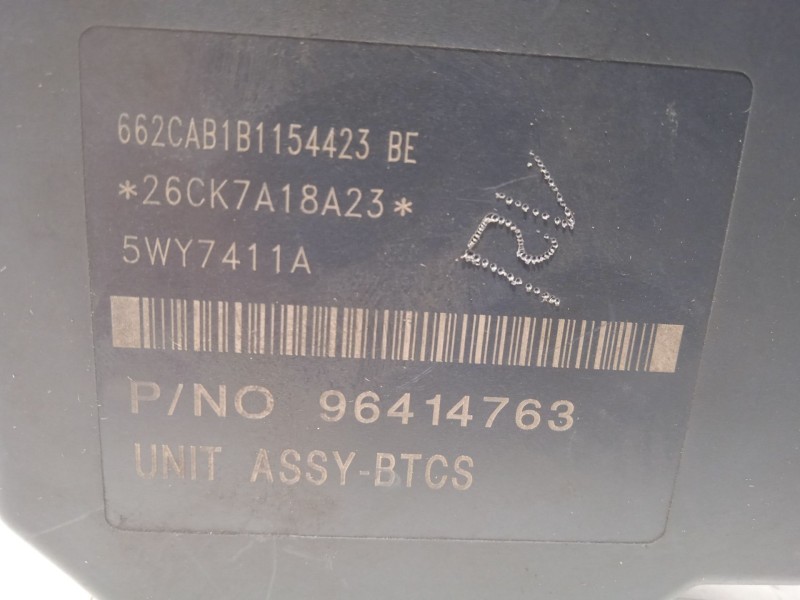 662CAB1B1154423 BE
*26CK7A18A23*
5WY7411A
P/NO 96414763
UNIT ASSY-BTCS